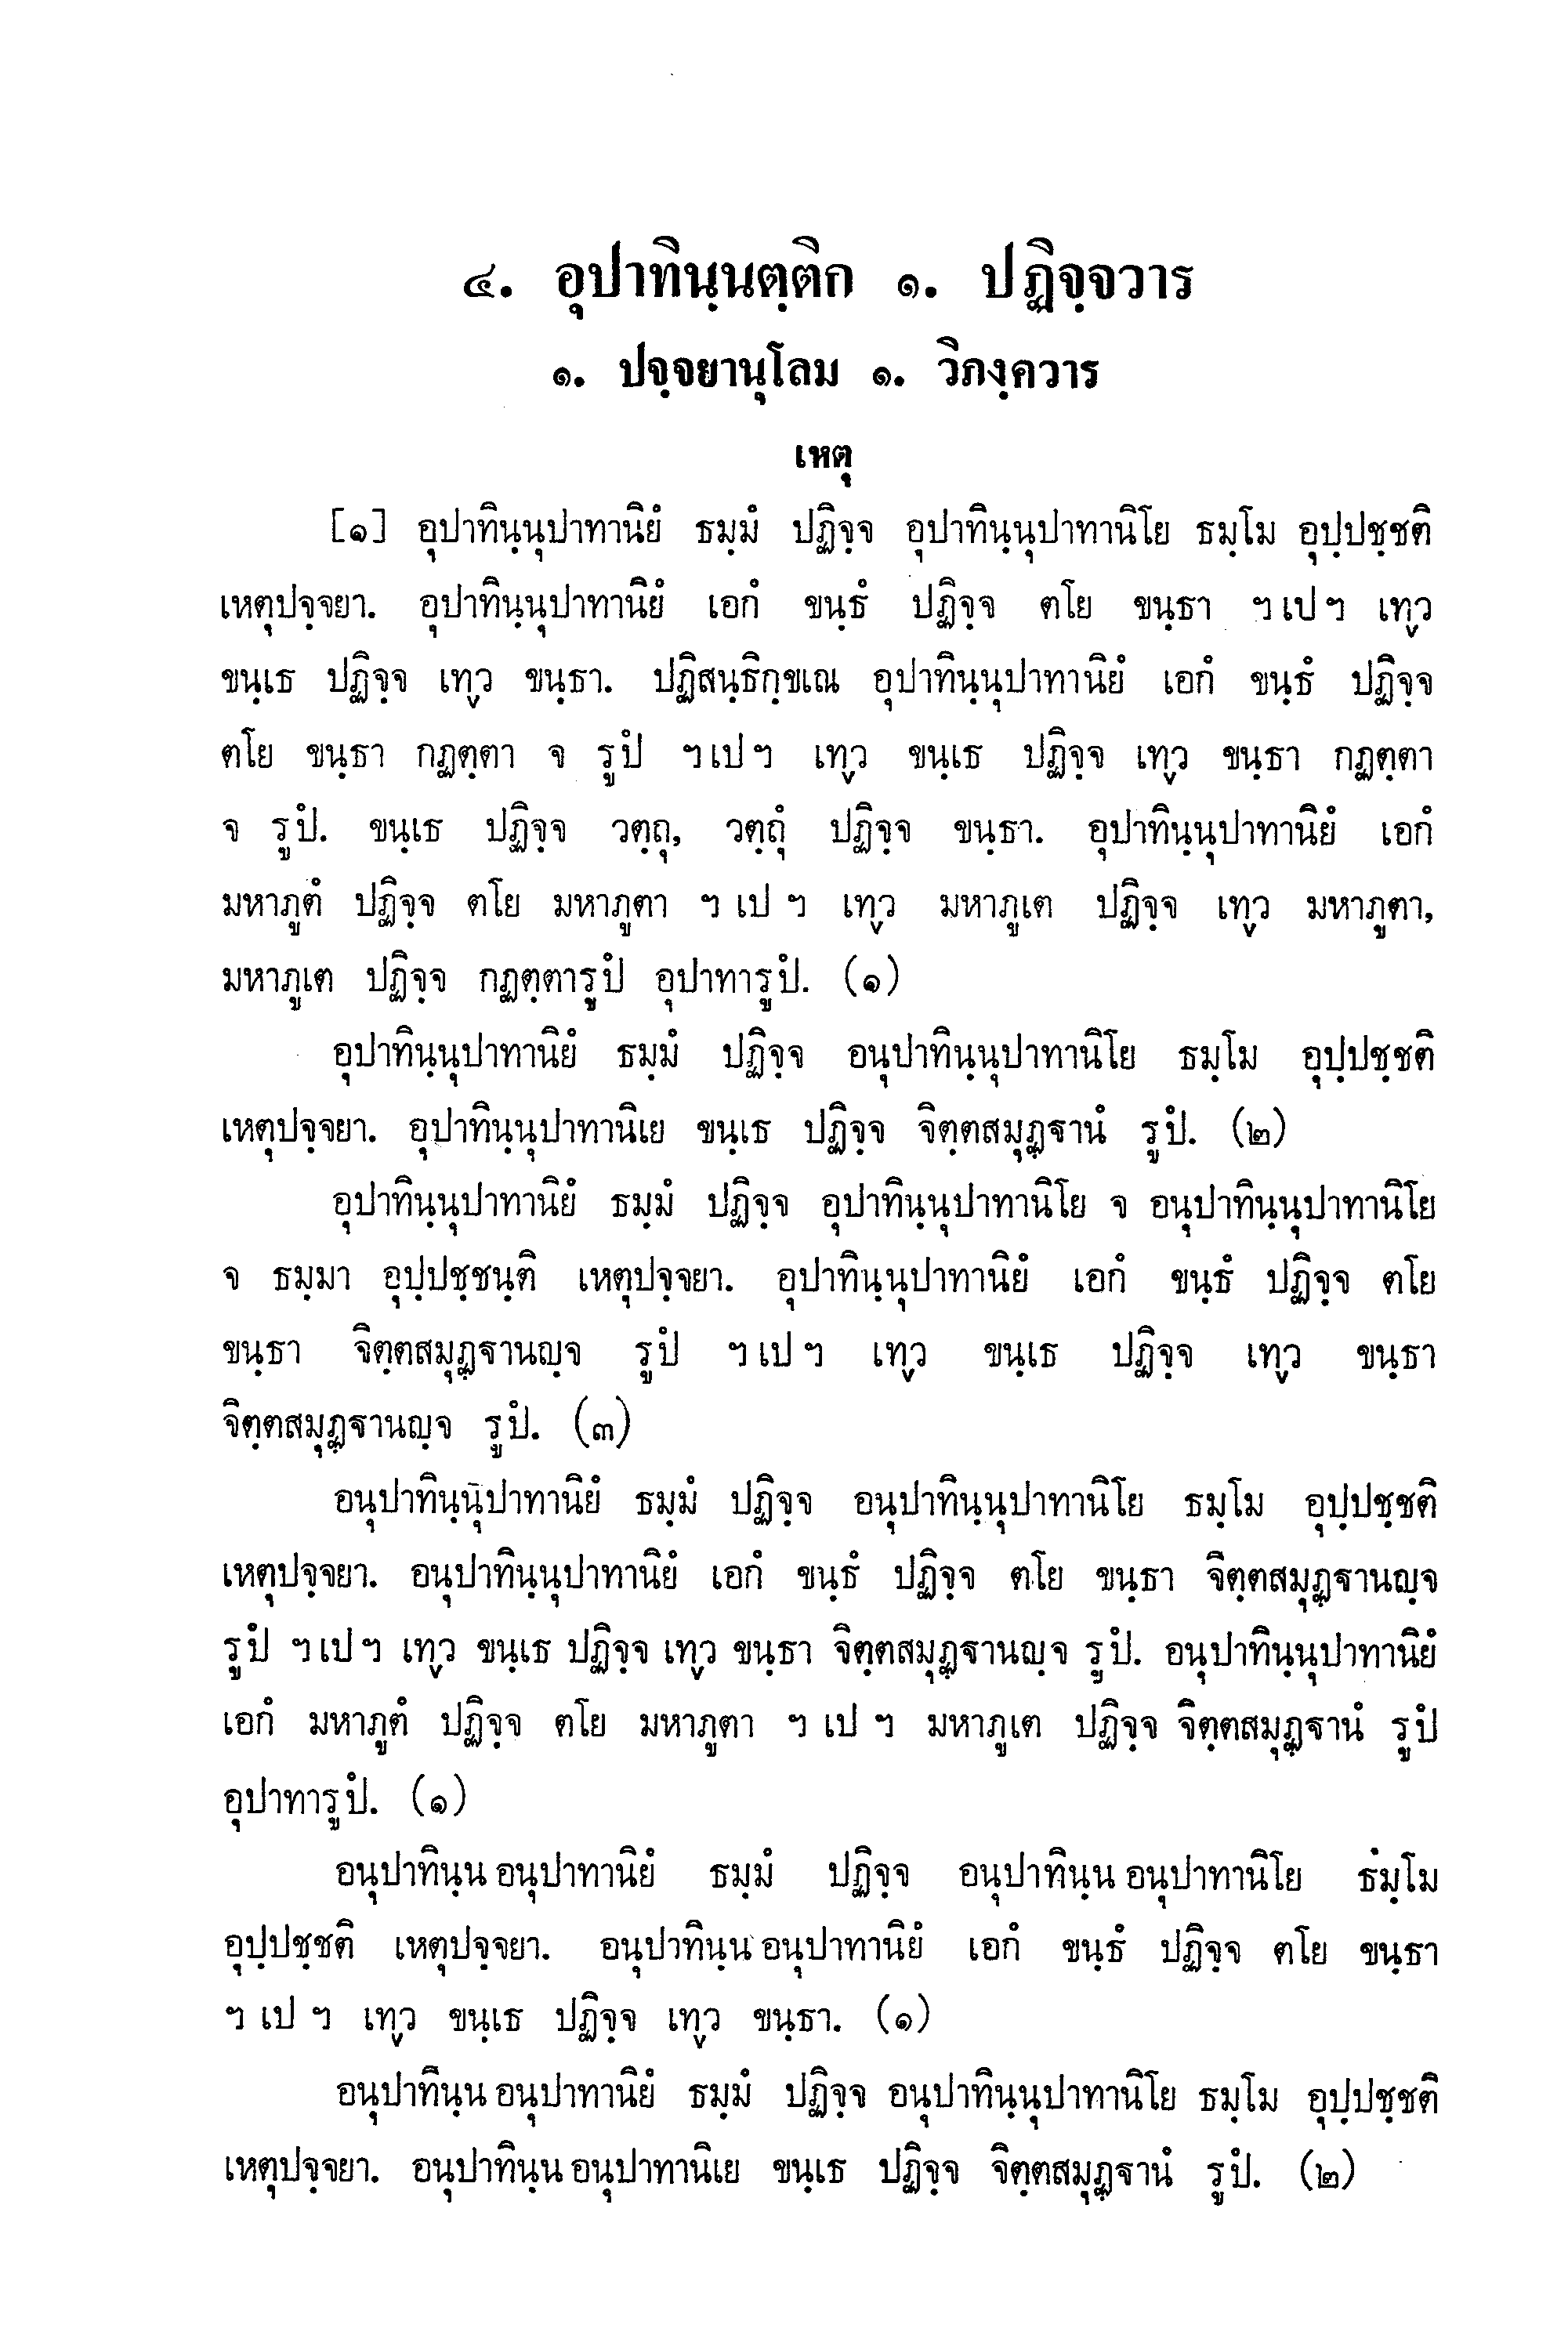 ๔. อุปาทินฺนตฺติก ๑. ปฏิจฺจวาร
๑. ปจฺจยานุโลม ๑. วิภงฺควาร
เหตุ
[๑] อุปาทินฺนุปาทานิยํ ธมฺมํ ปฏิจฺจ อุปาทินฺนุปาทานิโย ธมฺโม อุปฺปชฺชติ
เหตุปจฺจยา. อุปาทินฺนุปาทานิยํ เอกํ ขนฺธํ ปฏิจฺจ ตโย ขนฺธา ฯเปฯ เทฺว
ขนฺเธ ปฏิจฺจ เทฺว ขนฺธา. ปฏิสนฺธิกฺขเณ อุปาทินฺนุปาทานิยํ เอกํ ขนฺธํ ปฏิจฺจ
ตโย ขนฺธา กฏตฺตา จ รูปํ ฯเปฯ เทฺว ขนฺเธ ปฏิจฺจ เทฺว ขนฺธา กฏตฺตา
จ รูปํ. ขนฺเธ ปฏิจฺจ วตฺถุ, วตฺถุํ ปฏิจฺจ ขนฺธา. อุปาทินฺนุปาทานิยํ เอกํ
มหาภูตํ ปฏิจฺจ ตโย มหาภูตา ฯ เป ฯ เทฺว มหาภูเต ปฏิจฺจ เทฺว มหาภูตา,
มหาภูเต ปฏิจฺจ กฏตฺตารูปํ อุปาทารูปํ. (๑)
อุปาทินฺนุปาทานิยํ ธมฺมํ ปฏิจฺจ อนุปาทินฺนุปาทานิโย ธมฺโม อุปฺปชฺชติ
เหตุปจฺจยา. อุปาทินฺนุปาทานิเย ขนฺเธ ปฏิจฺจ จิตฺตสมุฏฺฐานํ รูปํ. (๒)
อุปาทินฺนุปาทานิยํ ธมฺมํ ปฏิจฺจ อุปาทินฺนุปาทานิโย จ อนุปาทินฺนุปาทานิโย
จ ธมฺมา อุปฺปชฺชนฺติ เหตุปจฺจยา. อุปาทินฺนุปาทานิยํ เอกํ ขนฺธํ ปฏิจฺจ ตโย
ขนฺธา จิตฺตสมุฏฺฐานญฺจ รูปํ ฯเปฯ เทฺว ขนฺเธ ปฏิจฺจ เทฺว ขนฺธา
จิตฺตสมุฏฺฐานญฺจ รูปํ. (๓)
อนุปาทินฺนุปาทานิยํ ธมฺมํ ปฏิจฺจ อนุปาทินฺนุปาทานิโย ธมฺโม อุปฺปชฺชติ
เหตุปจฺจยา. อนุปาทินฺนุปาทานิยํ เอกํ ขนฺธํ ปฏิจฺจ ตโย ขนฺธา จิตฺตสมุฏฺฐานญฺจ
รูปํ ฯเปฯ เทฺว ขนฺเธ ปฏิจฺจ เทฺว ขนฺธา จิตฺตสมุฏฺฐานญฺจ รูปํ. อนุปาทินฺนุปาทานิยํ
เอกํ มหาภูตํ ปฏิจฺจ ตโย มหาภูตา ฯ เป ฯ มหาภูเต ปฏิจฺจ จิตฺตสมุฏฺฐานํ รูปํ
อุปาทารูปํ. (๑)
อนุปาทินฺน อนุปาทานิยํ ธมฺมํ ปฏิจฺจ อนุปาทินฺน อนุปาทานิโย ธมฺโม
อุปฺปชฺชติ เหตุปจฺจยา. อนุปาทินฺน อนุปาทานิยํ เอกํ ขนฺธํ ปฏิจฺจ ตโย ขนฺธา
ฯ เป ฯ เทฺว ขนฺเธ ปฏิจฺจ เทฺว ขนฺธา. (๑)
อนุปาทินฺน อนุปาทานิยํ ธมฺมํ ปฏิจฺจ อนุปาทินฺนุปาทานิโย ธมฺโม อุปฺปชฺชติ
เหตุปจฺจยา. อนุปาทินฺน อนุปาทานิเย ขนฺเธ ปฏิจฺจ จิตฺตสมุฏฺฐานํ รูปํ. (๒)